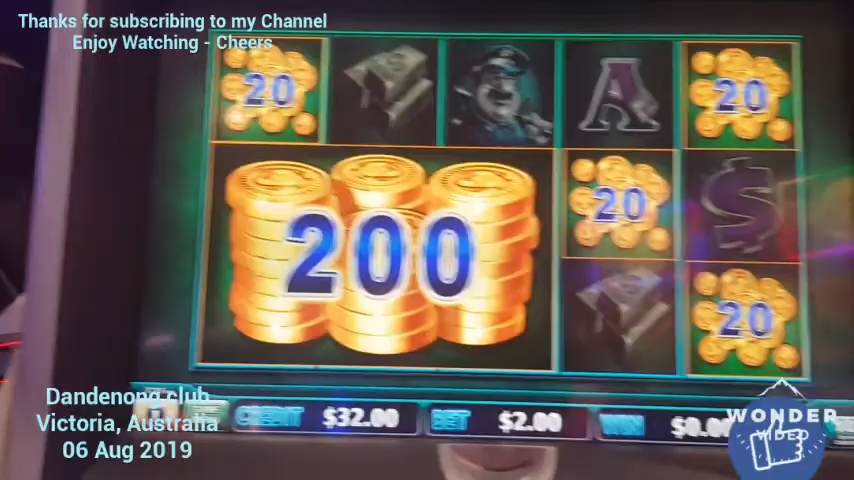 Thanks for subscribing to my Channel
Enjoy Watching - Cheers
20
20
A
200
20
$
20
Dandenong club
Victoria, Australia
06 Aug 2019
CREDIT $32.00 BET $2.00 WIN
WONDER
VIDEO